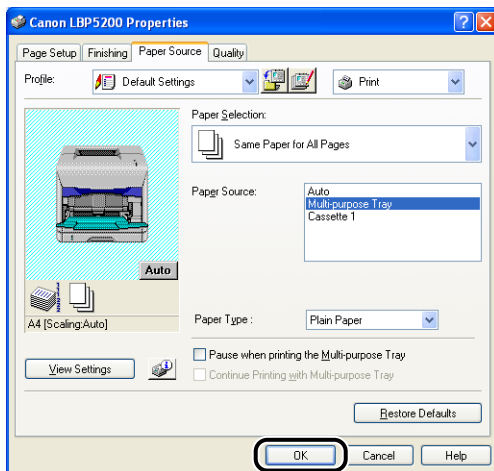 Canon LBP5200 Properties
Page Setup Finishing Paper Source Quality
Profile: Default Settings Print
Paper Selection:
Same Paper for All Pages
Paper Source: Auto
Multi-purpose Tray
Cassette 1
Auto
A4 [Scaling:Auto]
Paper Type : Plain Paper
Pause when printing the Multi-purpose Tray
View Settings
Continue Printing with Multi-purpose Tray
Restore Defaults
OK Cancel Help